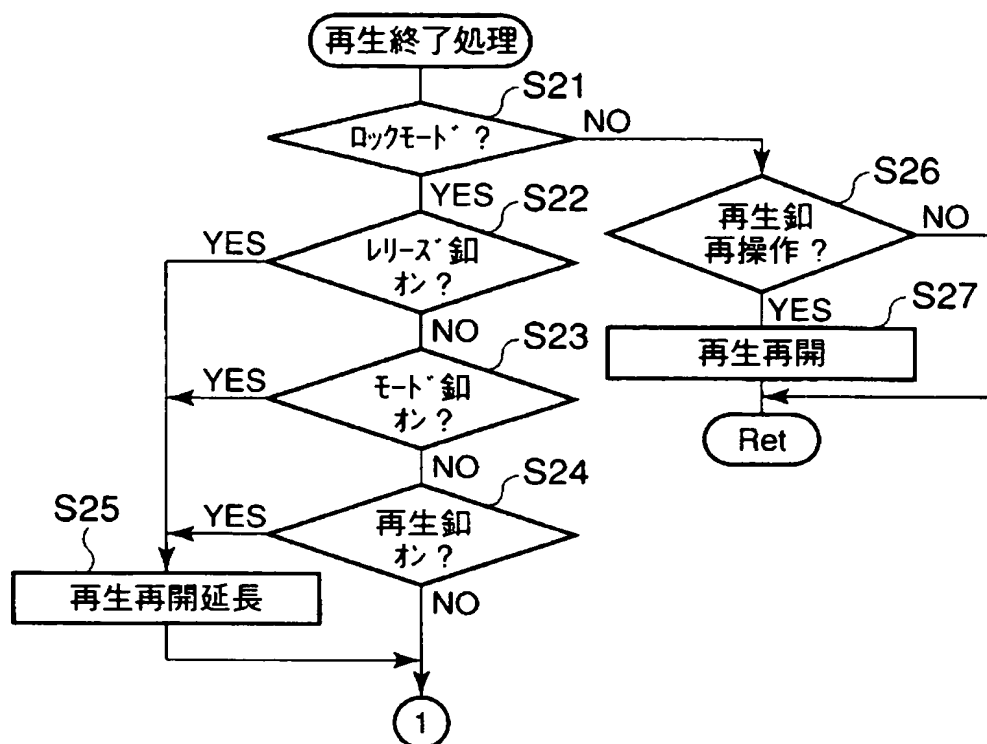 再生終了処理
S21
ロックモード?
NO
YES
S22
レリーズ釦
オン?
YES
NO
S23
モード釦
オン?
YES
NO
S24
再生釦
オン?
YES
NO
S25
再生再開延長
1
S26
再生釦
再操作?
NO
YES
S27
再生再開
Ret